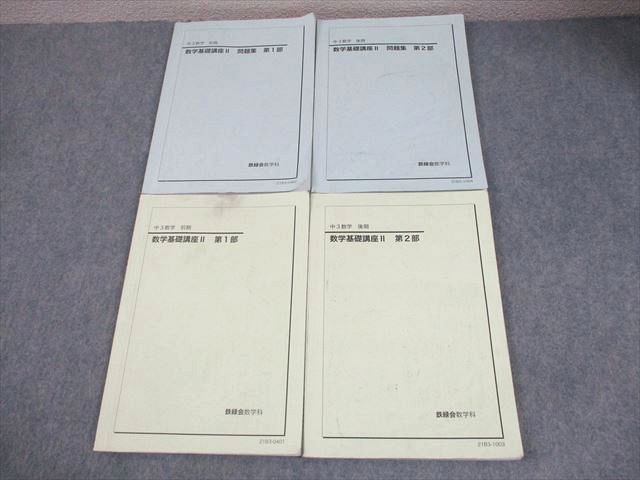 中3数学 前期
数学基礎講座Ⅱ 問題集 第1部
鉄緑会数学科
中3数学 後期
数学基礎講座Ⅱ 問題集 第2部
鉄緑会数学科
中3数学 前期
数学基礎講座Ⅱ 第1部
鉄緑会数学科
21B3-0401
中3数学 後期
数学基礎講座Ⅱ 第2部
鉄緑会数学科
21B3-1003